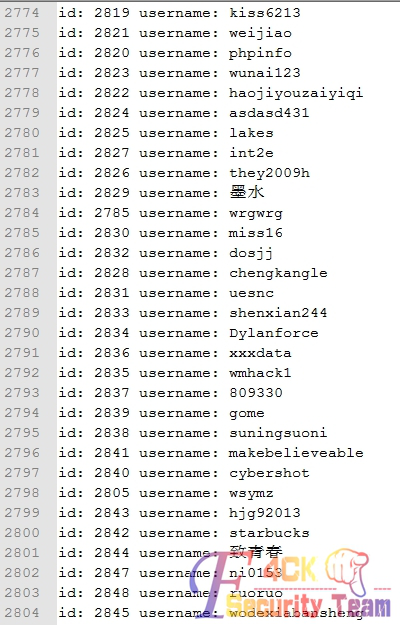 2774 id: 2819 username: kiss6213
2775 id: 2821 username: weijiao
2776 id: 2820 username: phpinfo
2777 id: 2823 username: wunai123
2778 id: 2822 username: haojiyouzaiyiqi
2779 id: 2824 username: asdasd431
2780 id: 2825 username: lakes
2781 id: 2827 username: int2e
2782 id: 2826 username: they2009h
2783 id: 2829 username: 墨水
2784 id: 2785 username: wrgwrg
2785 id: 2830 username: miss16
2786 id: 2832 username: dosjj
2787 id: 2828 username: chengkangle
2788 id: 2831 username: uesnc
2789 id: 2833 username: shenxian244
2790 id: 2834 username: Dylanforce
2791 id: 2836 username: xxxdata
2792 id: 2835 username: wmhack1
2793 id: 2837 username: 809330
2794 id: 2839 username: gome
2795 id: 2838 username: suningsuoni
2796 id: 2841 username: makebelieveable
2797 id: 2840 username: cybershot
2798 id: 2805 username: wsymz
2799 id: 2843 username: hjg92013
2800 id: 2842 username: starbucks
2801 id: 2844 username: 致青春
2802 id: 2847 username: ni0153
2803 id: 2848 username: ruoruo
2804 id: 2845 username: wodexiabansheng
F4CK
Security Team